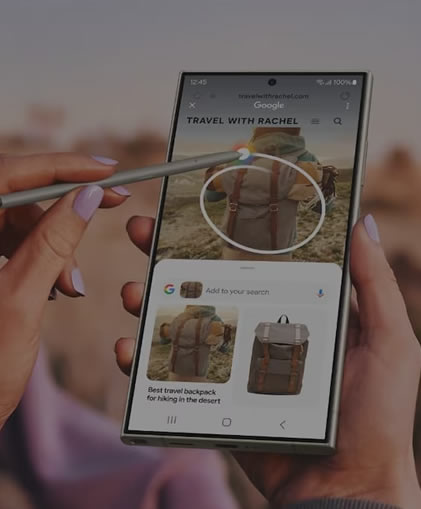 12:45
100%
travelwithrachel.com
Google
TRAVEL WITH RACHEL
Add to your search
Best travel backpack
for hiking in the desert